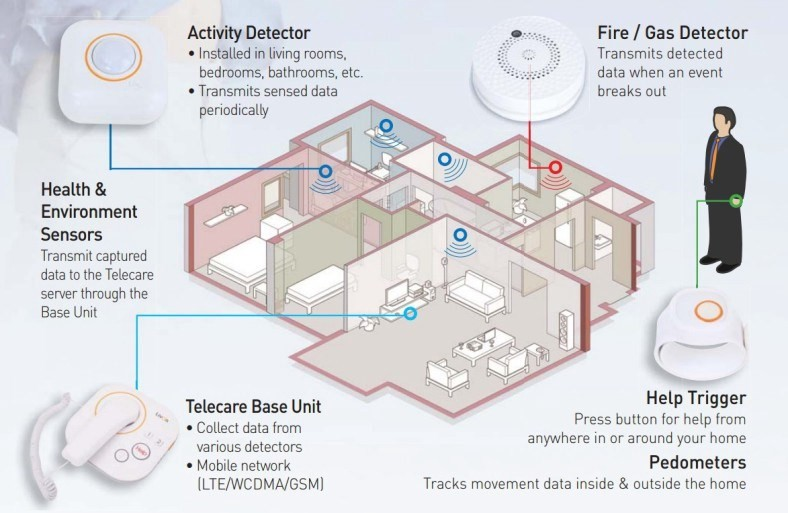 Activity Detector
• Installed in living rooms,
bedrooms, bathrooms, etc.
• Transmits sensed data
periodically
Fire / Gas Detector
Transmits detected
data when an event
breaks out
Health &
Environment
Sensors
Transmit captured
data to the Telecare
server through the
Base Unit
Telecare Base Unit
• Collect data from
various detectors
• Mobile network
(LTE/WCDMA/GSM)
Help Trigger
Press button for help from
anywhere in or around your home
Pedometers
Tracks movement data inside & outside the home